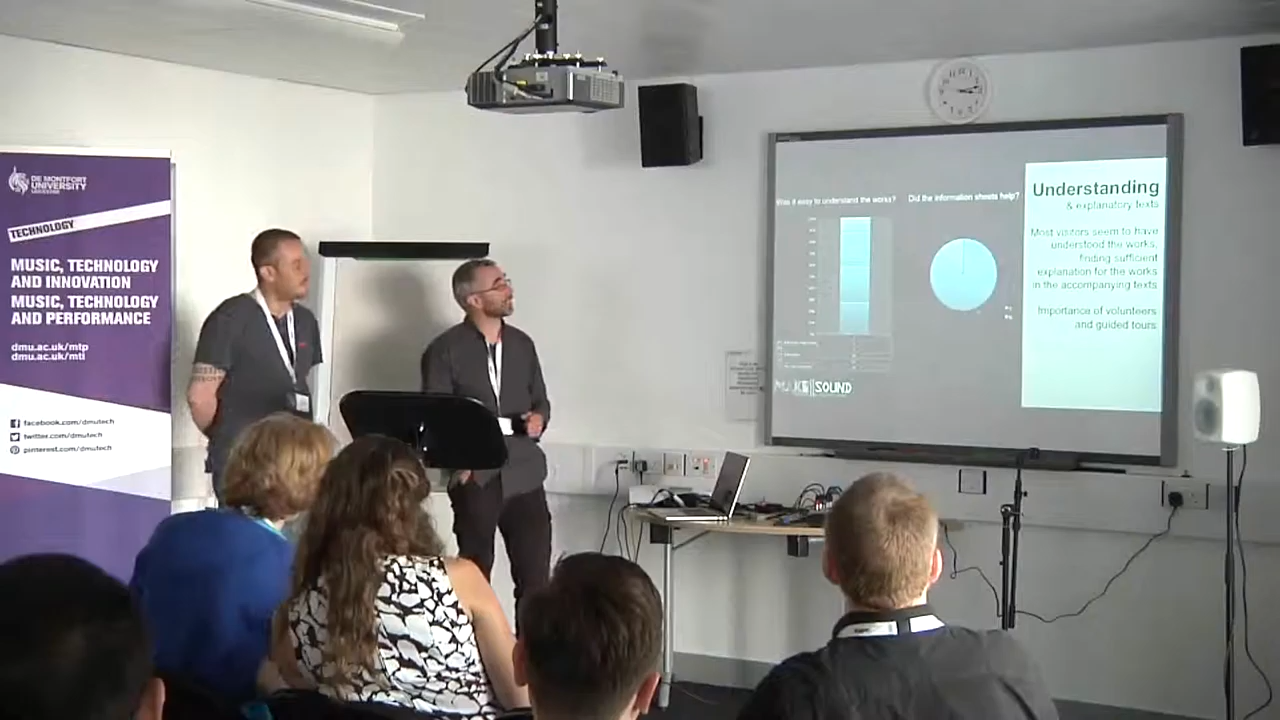 DE MONTFORT
UNIVERSITY
LEICESTER
TECHNOLOGY
MUSIC, TECHNOLOGY
AND INNOVATION
MUSIC, TECHNOLOGY
AND PERFORMANCE
dmu.ac.uk/mtp
dmu.ac.uk/mti
facebook.com/dmutech
twitter.com/dmutech
pinterest.com/dmutech
Was it easy to understand the works?
Did the information sheets help?
Understanding
& explanatory texts
Most visitors seem to have
understood the works,
finding sufficient
explanation for the works
in the accompanying texts
Importance of volunteers
and guided tours
SOUND